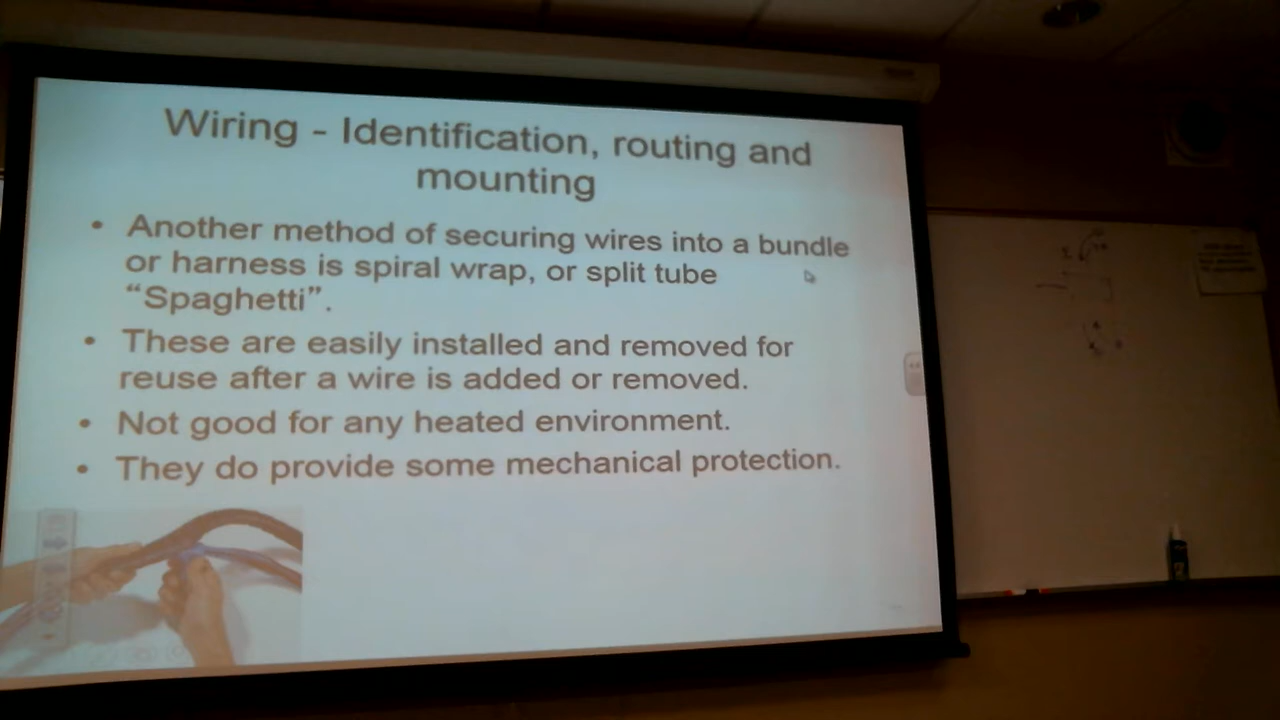 Wiring - Identification, routing and
mounting
• Another method of securing wires into a bundle
or harness is spiral wrap, or split tube
“Spaghetti”.
• These are easily installed and removed for
reuse after a wire is added or removed.
• Not good for any heated environment.
• They do provide some mechanical protection.